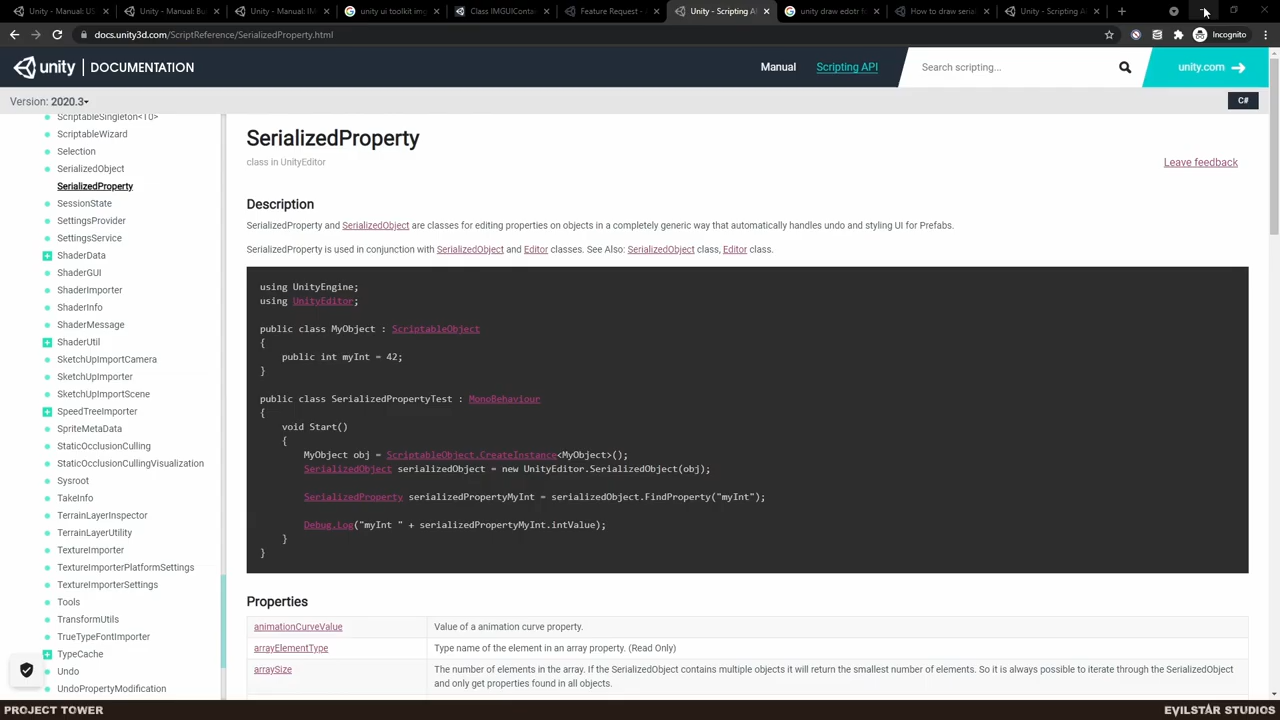 Unity - Manual: US
Unity - Manual: Bu
Unity - Manual: IM
unity ui toolkit img
Class IMGUIContai
Feature Request - A
Unity - Scripting AP
unity draw edotr fo
How to draw serial
Unity - Scripting AP
docs.unity3d.com/ScriptReference/SerializedProperty.html
Incognito
unity | DOCUMENTATION
Manual
Scripting API
Search scripting...
unity.com
Version: 2020.3
C#
ScriptableSingleton<T0>
ScriptableWizard
Selection
SerializedObject
SerializedProperty
SessionState
SettingsProvider
SettingsService
ShaderData
ShaderGUI
ShaderImporter
ShaderInfo
ShaderMessage
ShaderUtil
SketchUpImportCamera
SketchUpImporter
SketchUpImportScene
SpeedTreeImporter
SpriteMetaData
StaticOcclusionCulling
StaticOcclusionCullingVisualization
Sysroot
TakeInfo
TerrainLayerInspector
TerrainLayerUtility
TextureImporter
TextureImporterPlatformSettings
TextureImporterSettings
Tools
TransformUtils
TrueTypeFontImporter
TypeCache
Undo
UndoPropertyModification
SerializedProperty
class in UnityEditor
Leave feedback
Description
SerializedProperty and SerializedObject are classes for editing properties on objects in a completely generic way that automatically handles undo and styling UI for Prefabs.
SerializedProperty is used in conjunction with SerializedObject and Editor classes. See Also: SerializedObject class, Editor class.
using UnityEngine;
using UnityEditor;
public class MyObject : ScriptableObject
{
public int myInt = 42;
}
public class SerializedPropertyTest : MonoBehaviour
{
void Start()
{
MyObject obj = ScriptableObject.CreateInstance<MyObject>();
SerializedObject serializedObject = new UnityEditor.SerializedObject(obj);
SerializedProperty serializedPropertyMyInt = serializedObject.FindProperty("myInt");
Debug.Log("myInt " + serializedPropertyMyInt.intValue);
}
}
Properties
animationCurveValue Value of a animation curve property.
arrayElementType Type name of the element in an array property. (Read Only)
arraySize The number of elements in the array. If the SerializedObject contains multiple objects it will return the smallest number of elements. So it is always possible to iterate through the SerializedObject
and only get properties found in all objects.
PROJECT TOWER
EVILSTAR STUDIOS